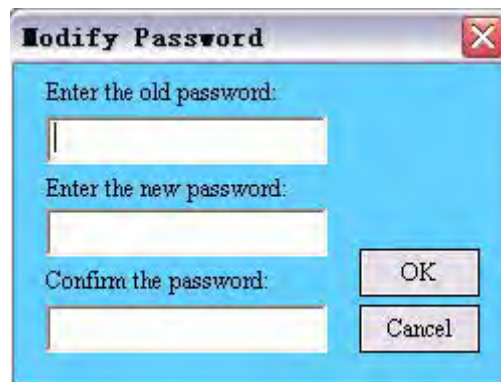 Modify Password
Enter the old password:
Enter the new password:
Confirm the password:
OK
Cancel